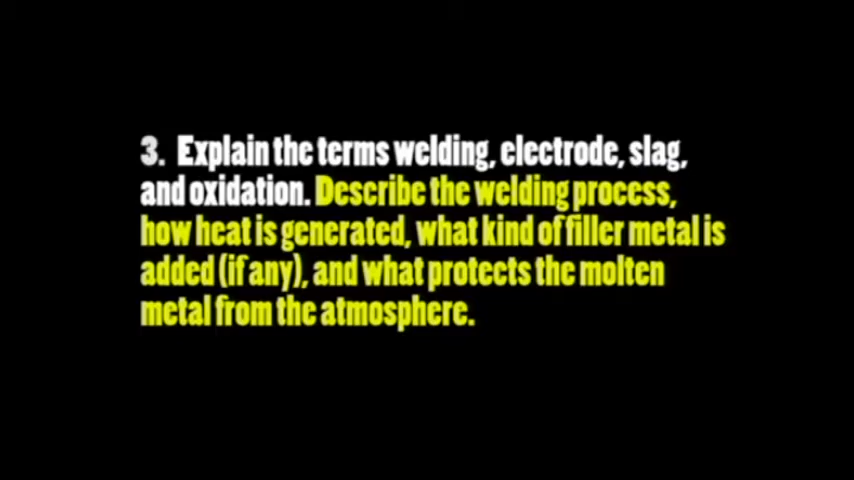 3. Explain the terms welding, electrode, slag,
and oxidation. Describe the welding process,
how heat is generated, what kind of filler metal is
added (if any), and what protects the molten
metal from the atmosphere.